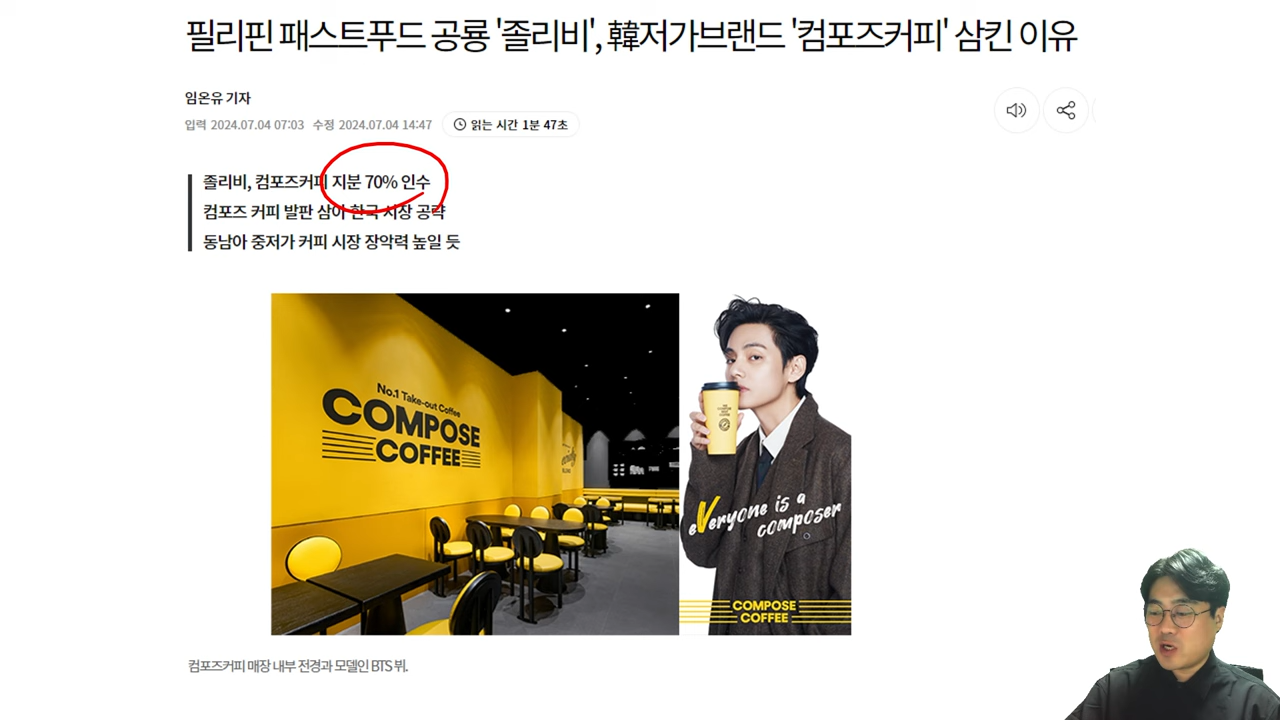 필리핀 패스트푸드 공룡 '졸리비', 韓저가브랜드 '컴포즈커피' 삼킨 이유
임온유 기자
입력 2024.07.04 07:03 수정 2024.07.04 14:47 읽는 시간 1분 47초
졸리비, 컴포즈커피 지분 70% 인수
컴포즈 커피 발판 삼아 한국 시장 공략
동남아 중저가 커피 시장 장악력 높일 듯
No.1 Take-out Coffee
COMPOSE
COFFEE
everyone is a
composer
COMPOSE
COFFEE
컴포즈커피 매장 내부 전경과 모델인 BTS 뷔.